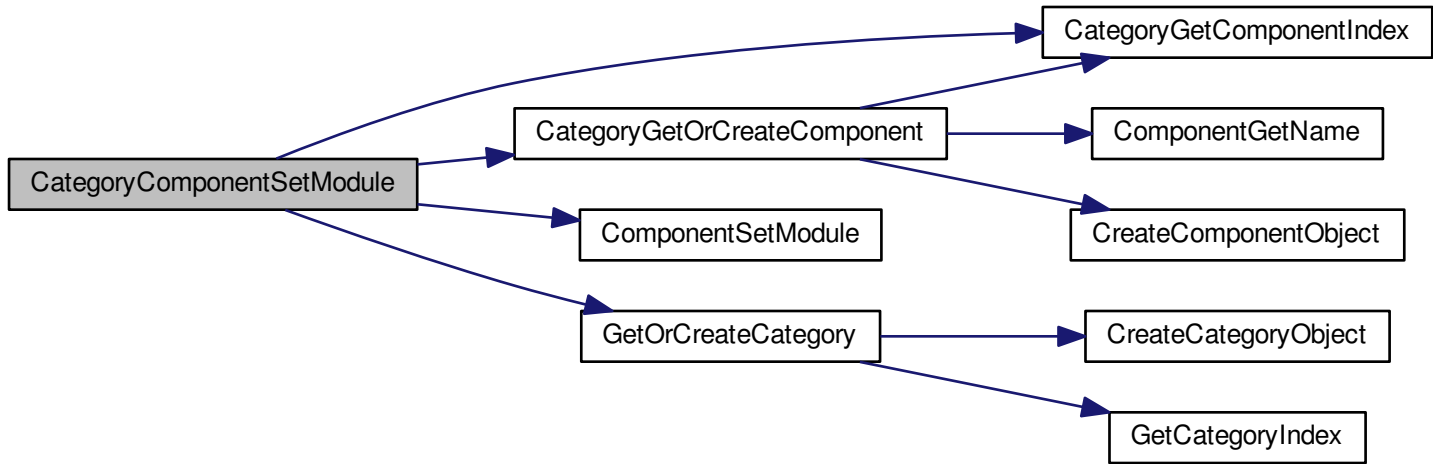 CategoryGetComponentIndex
CategoryGetOrCreateComponent
ComponentGetName
CategoryComponentSetModule
ComponentSetModule
CreateComponentObject
GetOrCreateCategory
CreateCategoryObject
GetCategoryIndex